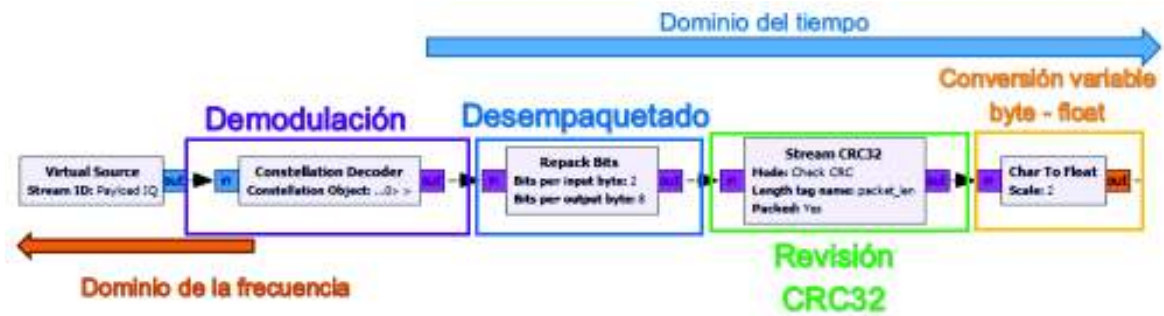 Dominio del tiempo
Conversión variable
byte - float
Demodulación
Desempaquetado
Virtual Source
Stream ID: Payload IQ
out
in
Constellation Decoder
Constellation Object: ...0> >
out
in
Repack Bits
Bits per input byte: 2
Bits per output byte: 8
out
in
Stream CRC32
Mode: Check CRC
Length tag name: packet_len
Packed: Yes
out
in
Char To Float
Scale: 2
out
Dominio de la frecuencia
Revisión
CRC32